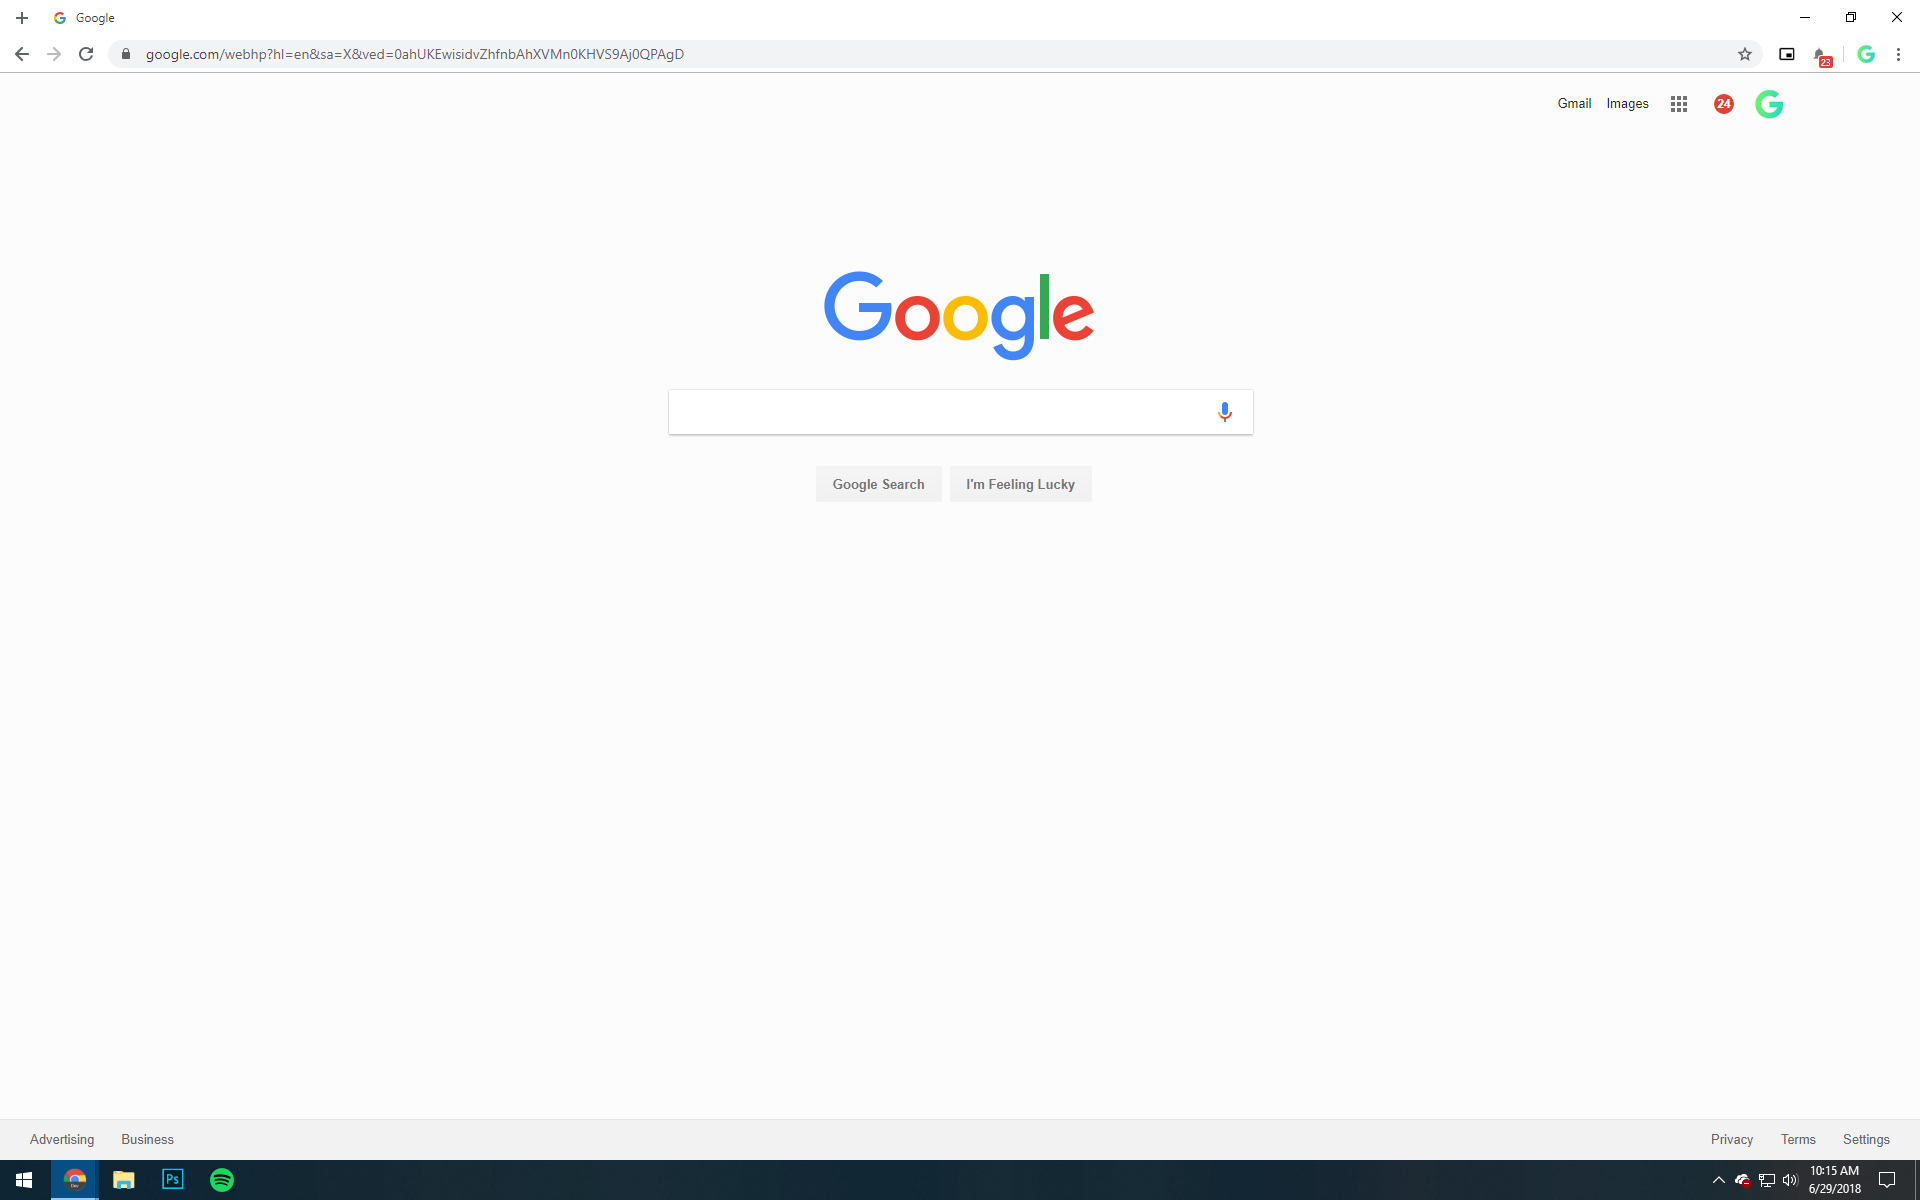 Google
google.com/webhp?hl=en&sa=X&ved=0ahUKEwisidvZhfnbAhXVMn0KHVS9Aj0QPAgD
23
Gmail Images 24
Google
Google Search I'm Feeling Lucky
Advertising Business Privacy Terms Settings
Dev Ps 10:15 AM
6/29/2018